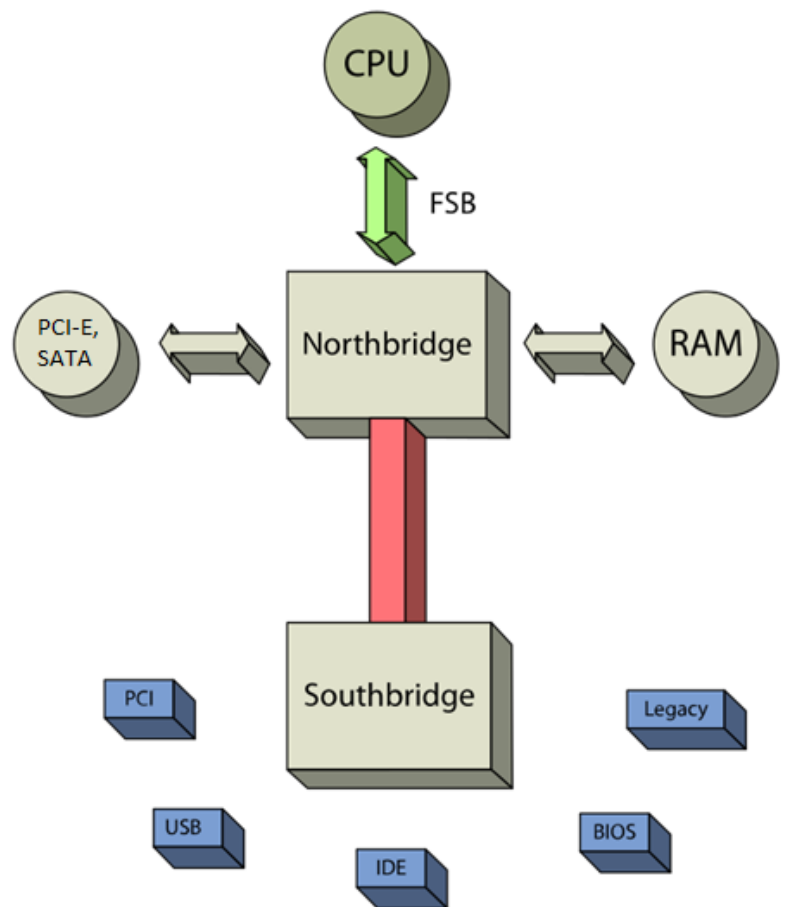 CPU
FSB
PCI-E,
SATA
Northbridge
RAM
Southbridge
PCI
Legacy
USB
BIOS
IDE